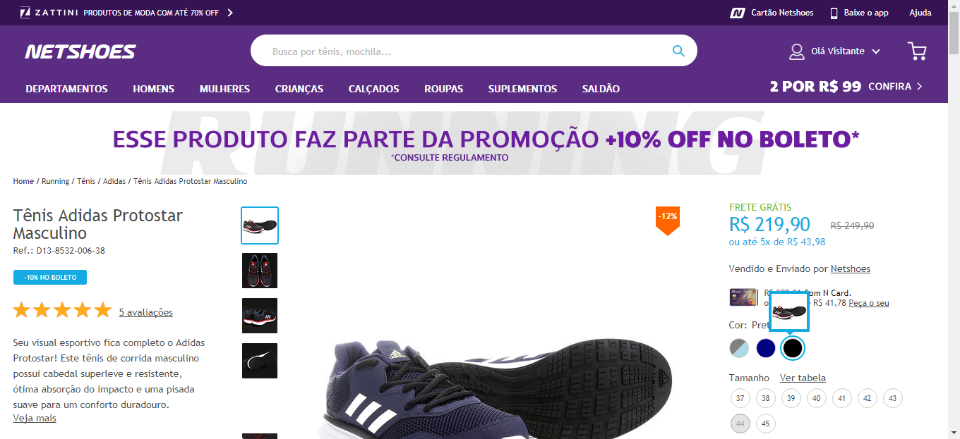 ZATTINI PRODUTOS DE MODA COM ATÉ 70% OFF
Cartão Netshoes
Baixe o app
Ajuda
NETSHOES
Busca por tênis, mochila...
Olá Visitante
DEPARTAMENTOS HOMENS MULHERES CRIANÇAS CALÇADOS ROUPAS SUPLEMENTOS SALDÃO
2 POR R$ 99 CONFIRA
RUNNING
ESSE PRODUTO FAZ PARTE DA PROMOÇÃO +10% OFF NO BOLETO*
*CONSULTE REGULAMENTO
Home / Running / Tênis / Adidas / Tênis Adidas Protostar Masculino
Tênis Adidas Protostar
Masculino
Ref.: D13-8532-006-38
-10% NO BOLETO
5 avaliações
Seu visual esportivo fica completo o Adidas
Protostar! Este tênis de corrida masculino
possui cabedal superleve e resistente,
ótima absorção do impacto e uma pisada
suave para um conforto duradouro.
Veja mais
-12%
adidas
FRETE GRÁTIS
R$ 219,90 R$ 249,90
ou até 5x de R$ 43,98
Vendido e Enviado por Netshoes
om N Card.
R$ 41,78 Peça o seu
Cor: Pret
Tamanho Ver tabela
37 38 39 40 41 42 43
44 45